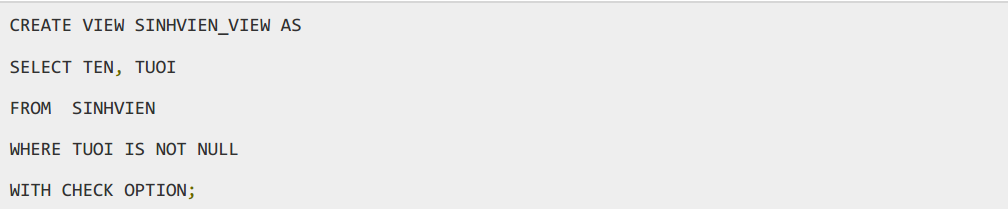 CREATE VIEW SINHVIEN_VIEW AS
SELECT TEN, TUOI
FROM  SINHVIEN
WHERE TUOI IS NOT NULL
WITH CHECK OPTION;